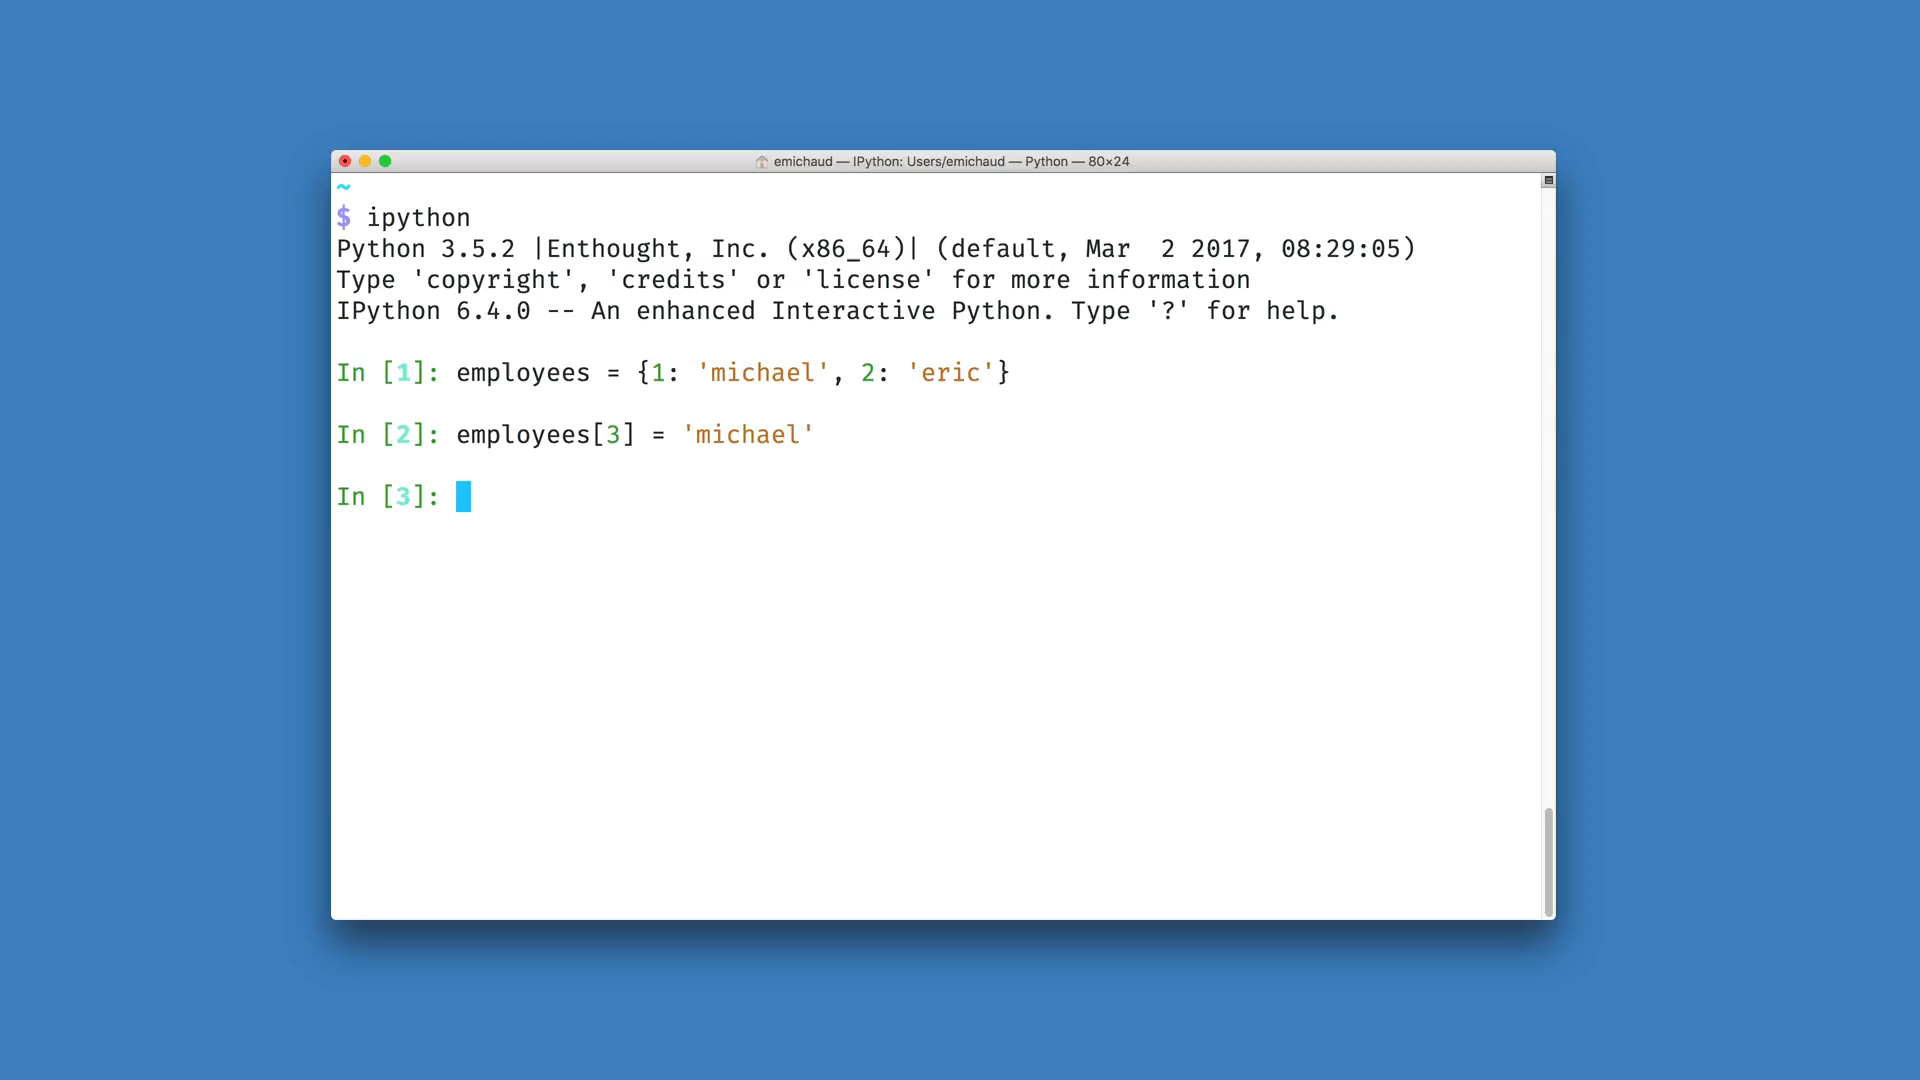 emichaud — IPython: Users/emichaud — Python — 80×24
~
$ ipython
Python 3.5.2 |Enthought, Inc. (x86_64)| (default, Mar  2 2017, 08:29:05)
Type 'copyright', 'credits' or 'license' for more information
IPython 6.4.0 -- An enhanced Interactive Python. Type '?' for help.
In [1]: employees = {1: 'michael', 2: 'eric'}
In [2]: employees[3] = 'michael'
In [3]: